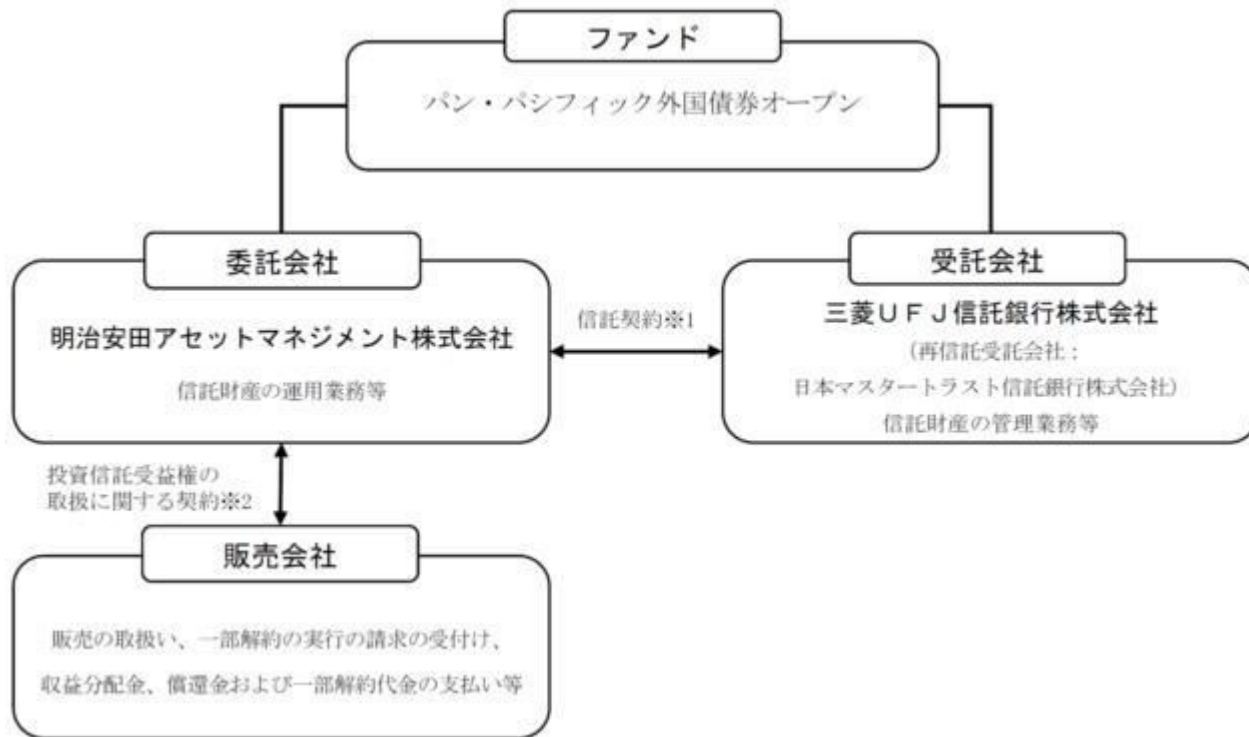 ファンド
パン・パシフィック外国債券オープン
委託会社
明治安田アセットマネジメント株式会社
信託財産の運用業務等
信託契約※1
受託会社
三菱UFJ信託銀行株式会社
（再信託受託会社：
日本マスタートラスト信託銀行株式会社）
信託財産の管理業務等
投資信託受益権の
取扱に関する契約※2
販売会社
販売の取扱い、一部解約の実行の請求の受付け、
収益分配金、償還金および一部解約代金の支払い等